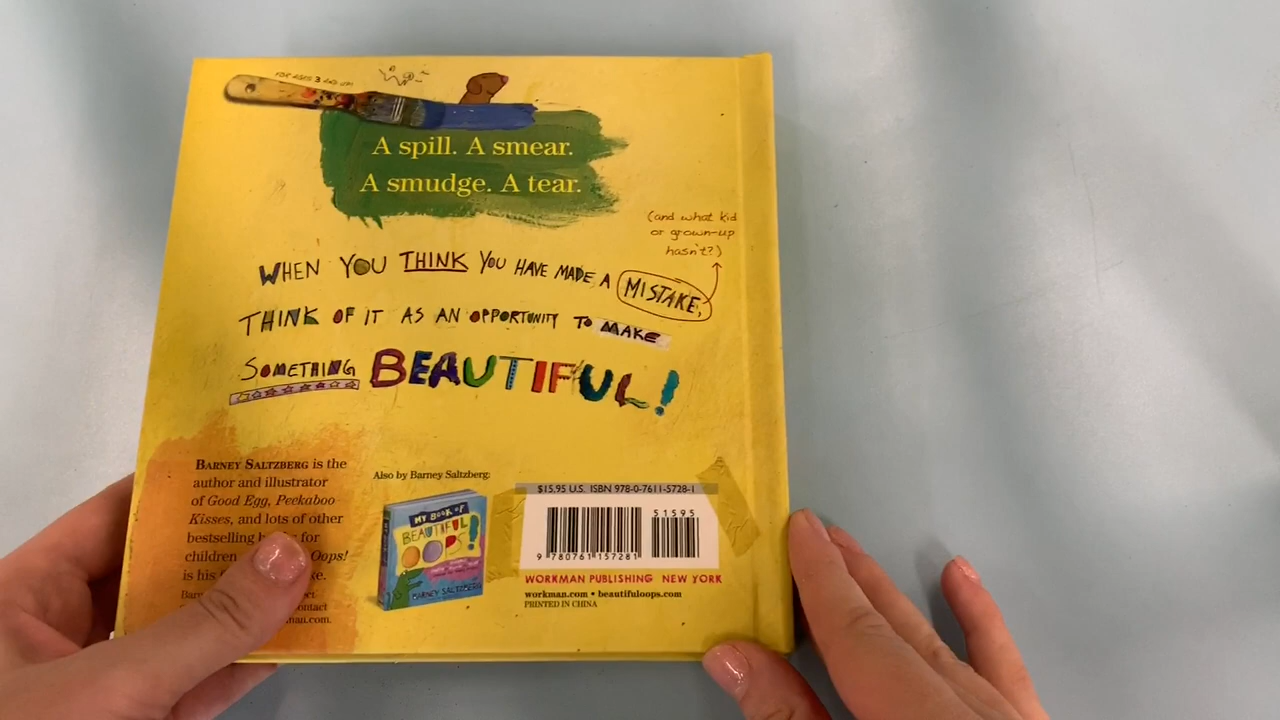 FOR AGES 3 AND UP!
A spill. A smear.
A smudge. A tear.
(and what kid
or grown-up
hasn't?)
WHEN YOU THINK YOU HAVE MADE A MISTAKE,
THINK OF IT AS AN OPPORTUNITY TO MAKE
SOMETHING BEAUTIFUL!
BARNEY SALTZBERG is the
author and illustrator
of Good Egg, Peekaboo
Kisses, and lots of other
bestselling for
children Oops!
is his
Also by Barney Saltzberg:
MY BOOK OF
BEAUTIFUL
OOPS!
BARNEY SALTZBERG
$15.95 U.S. ISBN 978-0-7611-5728-1
51595
9 780761 157281
WORKMAN PUBLISHING NEW YORK
workman.com • beautifuloops.com
PRINTED IN CHINA